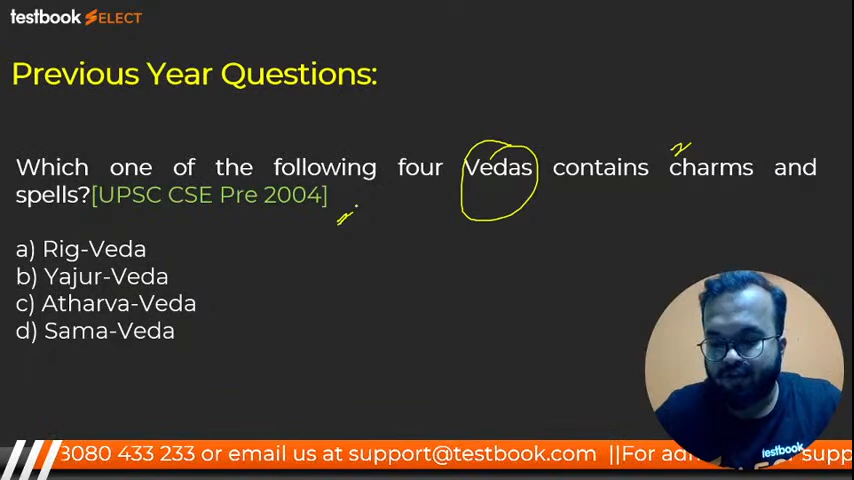 testbook SELECT
Previous Year Questions:
Which one of the following four Vedas contains charms and
spells?[UPSC CSE Pre 2004]
a) Rig-Veda
b) Yajur-Veda
c) Atharva-Veda
d) Sama-Veda
testbook
8080 433 233 or email us at support@testbook.com ||For adm